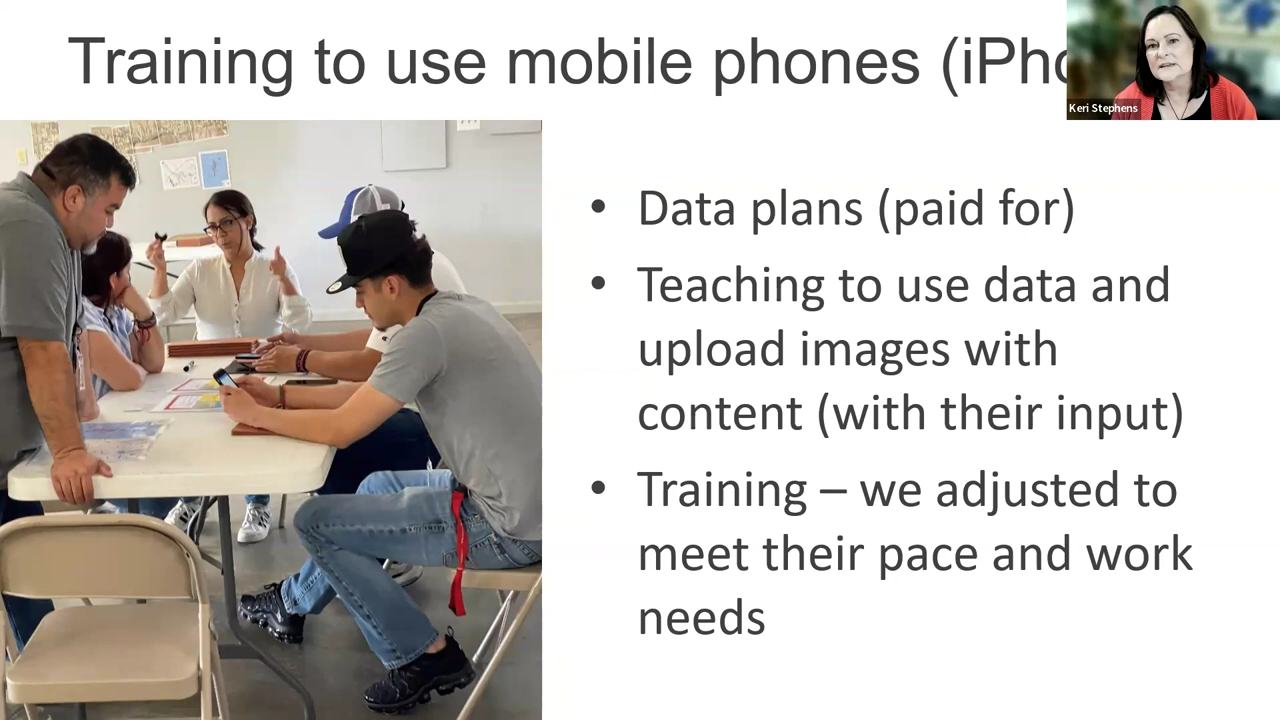 Training to use mobile phones (iPho
Keri Stephens
• Data plans (paid for)
• Teaching to use data and
upload images with
content (with their input)
• Training – we adjusted to
meet their pace and work
needs